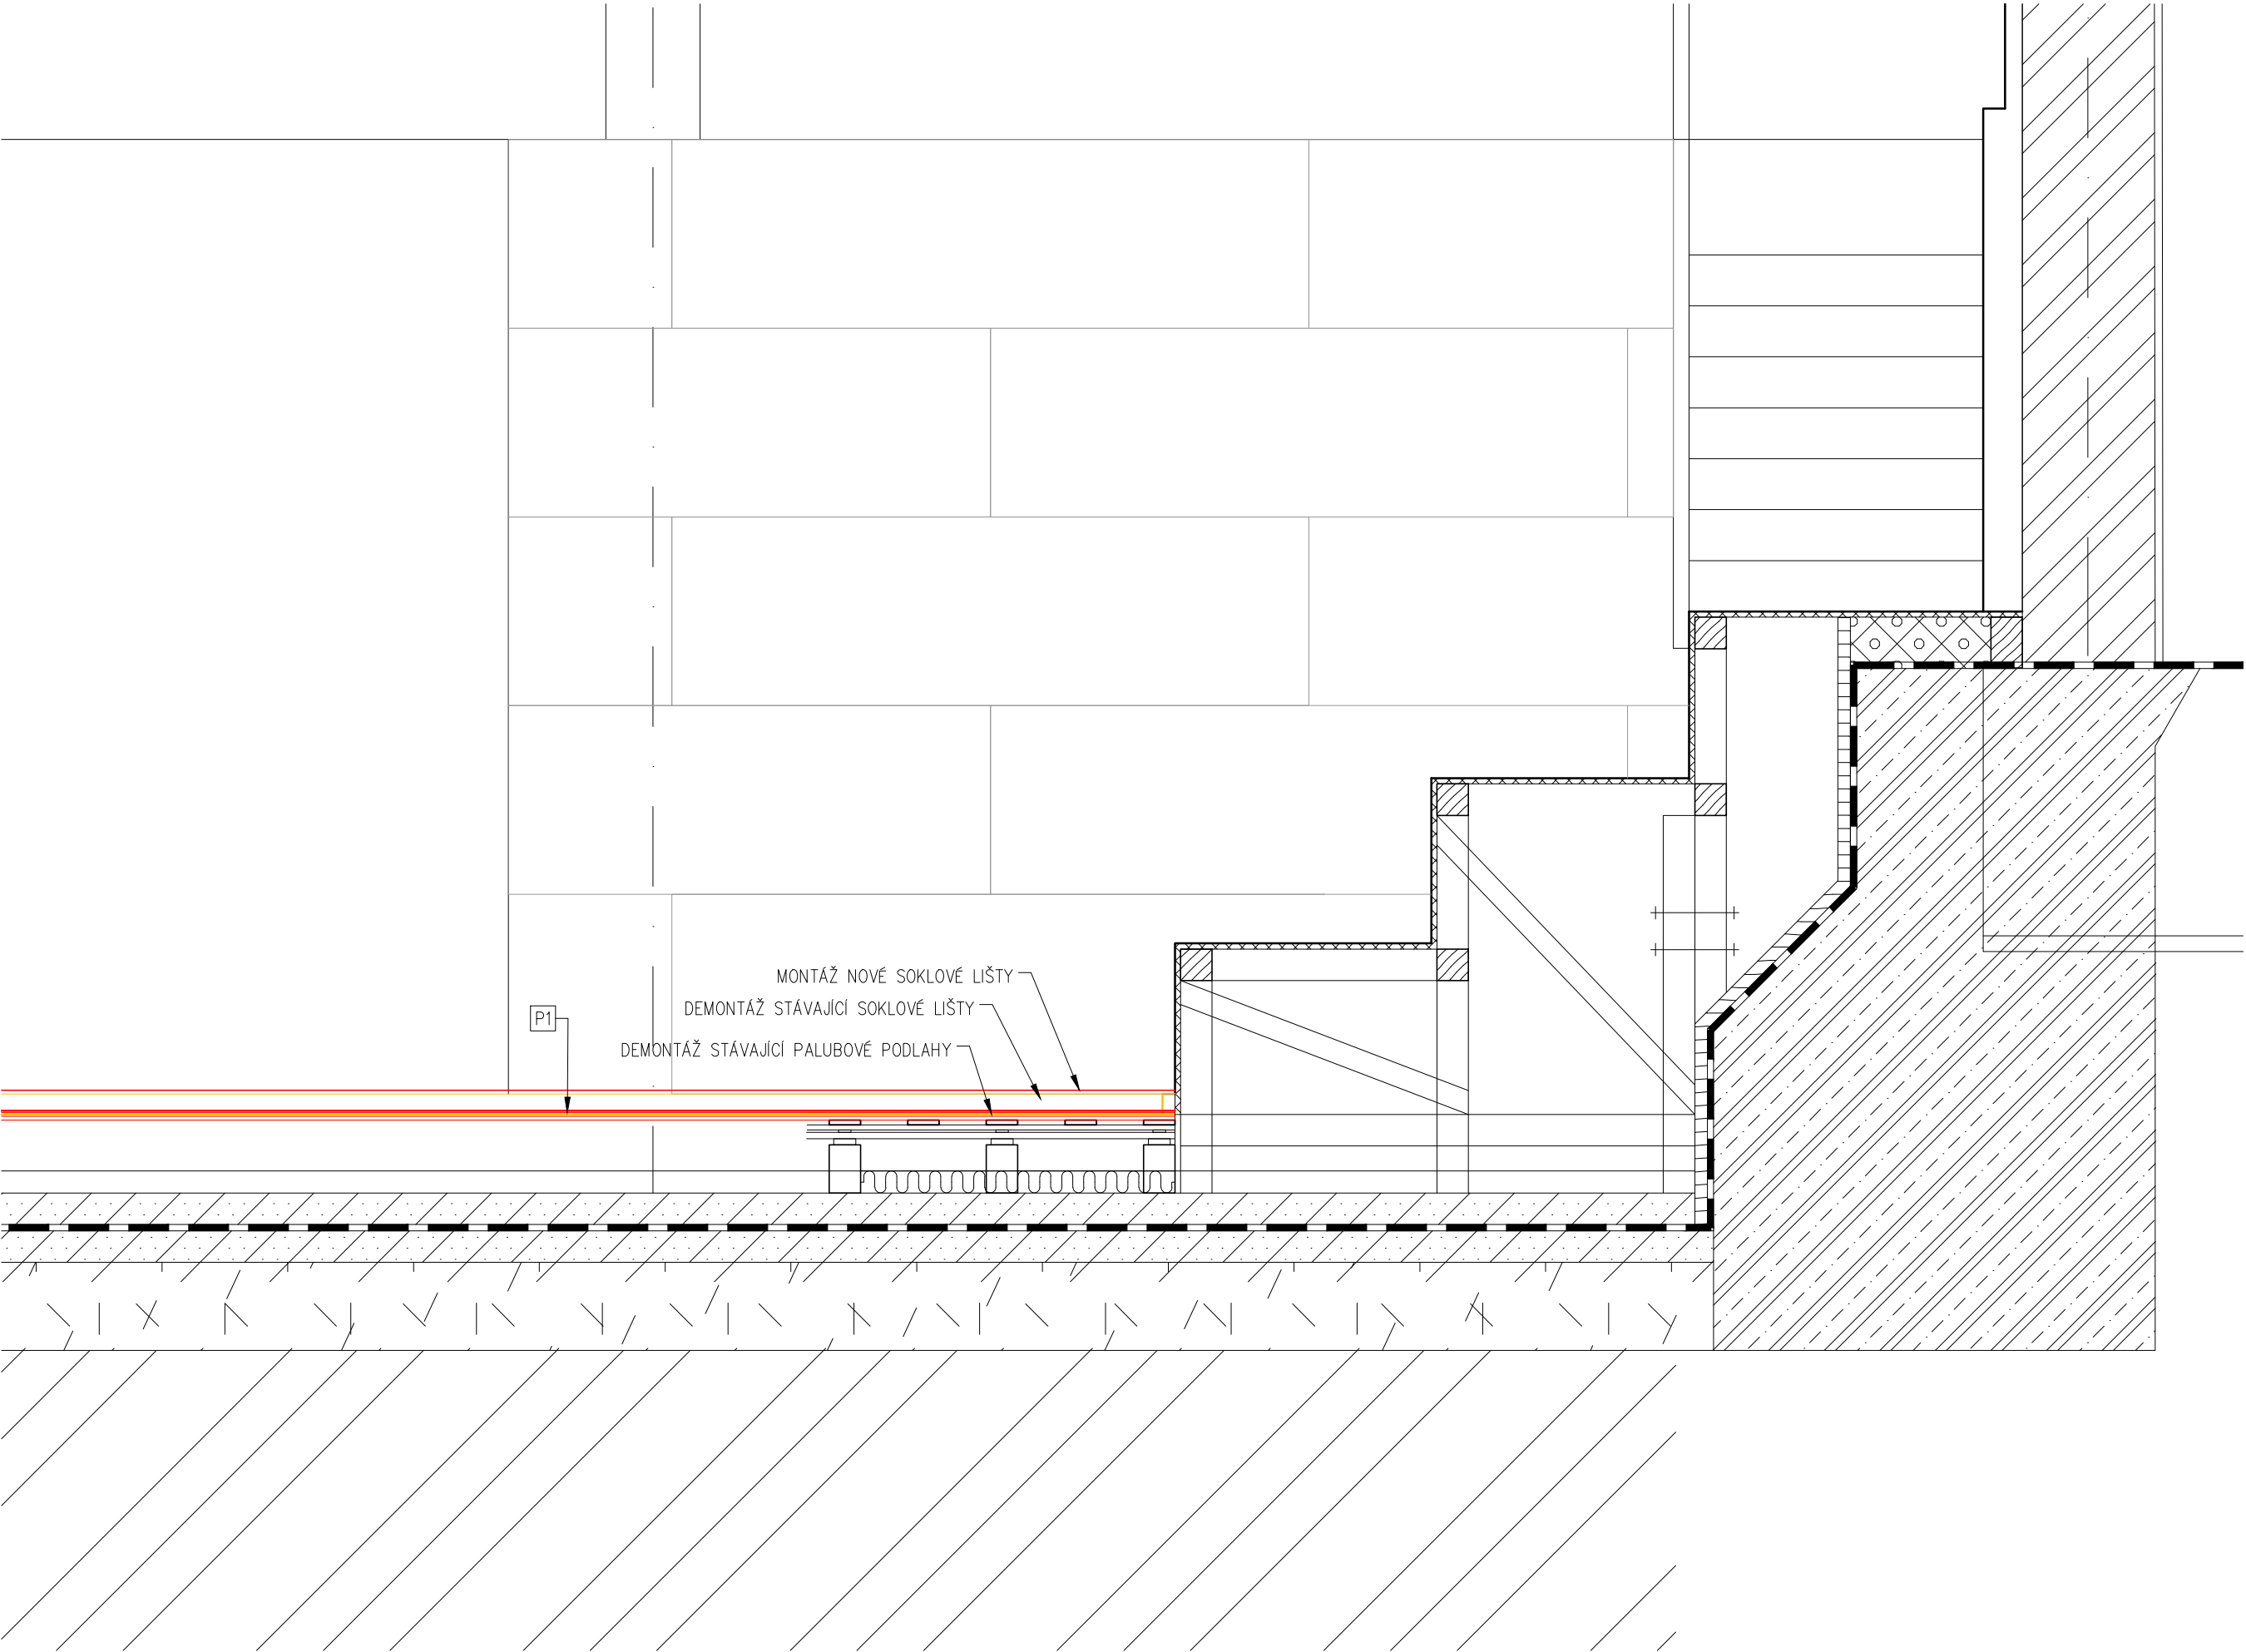 MONTÁŽ NOVÉ SOKLOVÉ LIŠTY
DEMONTÁŽ STÁVAJÍCÍ SOKLOVÉ LIŠTY
P1
DEMONTÁŽ STÁVAJÍCÍ PALUBOVÉ PODLAHY